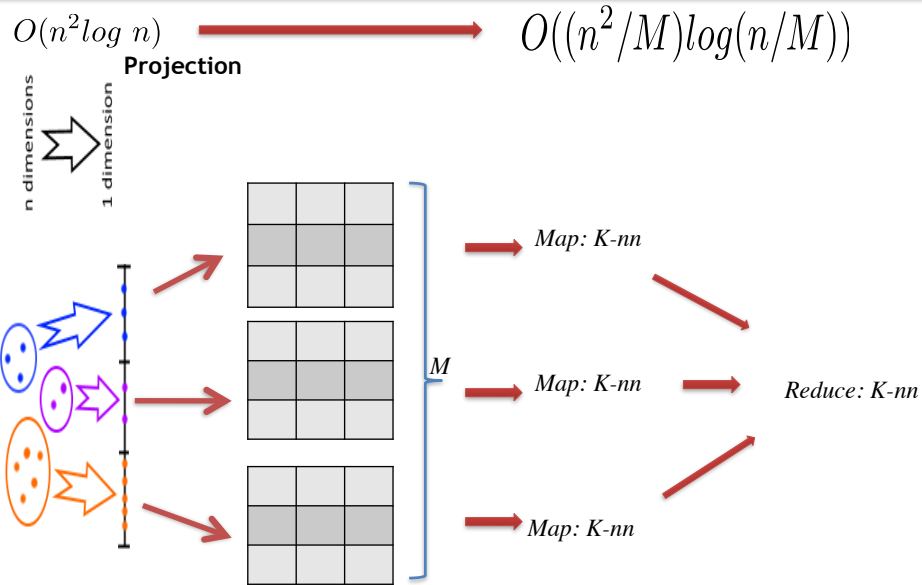 O(n²log n)
O((n²/M)log(n/M))
Projection
n dimensions
1 dimension
Map: K-nn
M
Map: K-nn
Reduce: K-nn
Map: K-nn